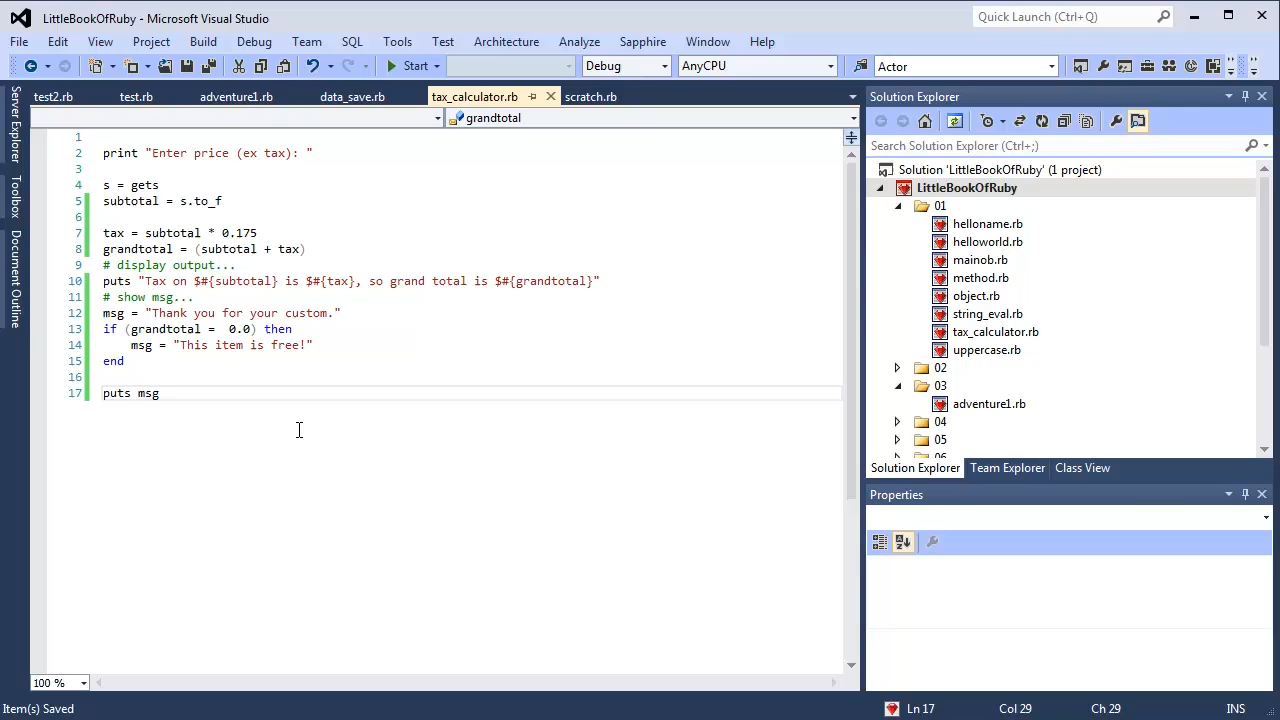 LittleBookOfRuby - Microsoft Visual Studio
Quick Launch (Ctrl+Q)
File Edit View Project Build Debug Team SQL Tools Test Architecture Analyze Sapphire Window Help
Start Debug AnyCPU Actor
Server Explorer
Toolbox
Document Outline
test2.rb test.rb adventure1.rb data_save.rb tax_calculator.rb scratch.rb
grandtotal
1
2 print "Enter price (ex tax): "
3
4 s = gets
5 subtotal = s.to_f
6
7 tax = subtotal * 0.175
8 grandtotal = (subtotal + tax)
9 # display output...
10 puts "Tax on $#{subtotal} is $#{tax}, so grand total is $#{grandtotal}"
11 # show msg...
12 msg = "Thank you for your custom."
13 if (grandtotal =  0.0) then
14     msg = "This item is free!"
15 end
16
17 puts msg
100 %
Solution Explorer
Search Solution Explorer (Ctrl+;)
Solution 'LittleBookOfRuby' (1 project)
LittleBookOfRuby
01
helloname.rb
helloworld.rb
mainob.rb
method.rb
object.rb
string_eval.rb
tax_calculator.rb
uppercase.rb
02
03
adventure1.rb
04
05
06
Solution Explorer Team Explorer Class View
Properties
Item(s) Saved Ln 17 Col 29 Ch 29 INS